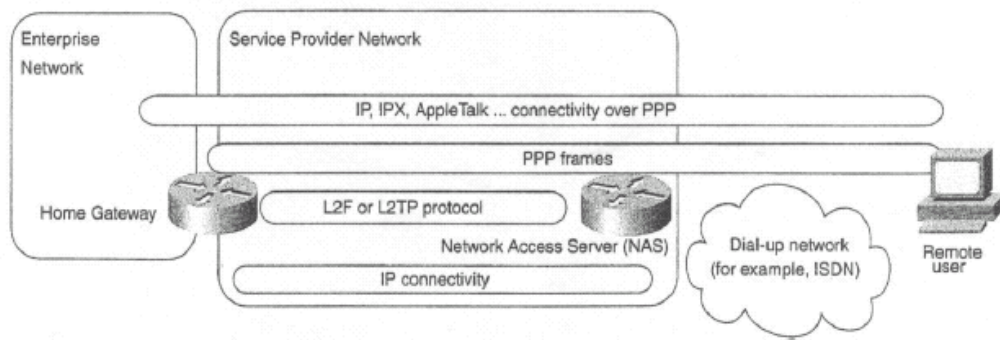 Enterprise
Network
Service Provider Network
IP, IPX, AppleTalk ... connectivity over PPP
PPP frames
Home Gateway
L2F or L2TP protocol
Network Access Server (NAS)
Dial-up network
(for example, ISDN)
Remote
user
IP connectivity